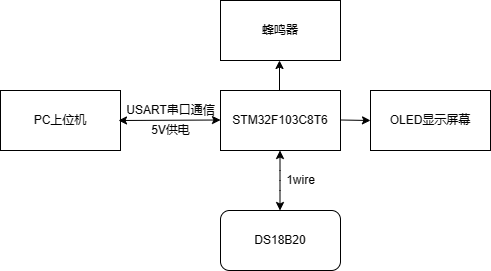 蜂鸣器
USART串口通信
PC上位机
STM32F103C8T6
OLED显示屏幕
5V供电
1wire
DS18B20